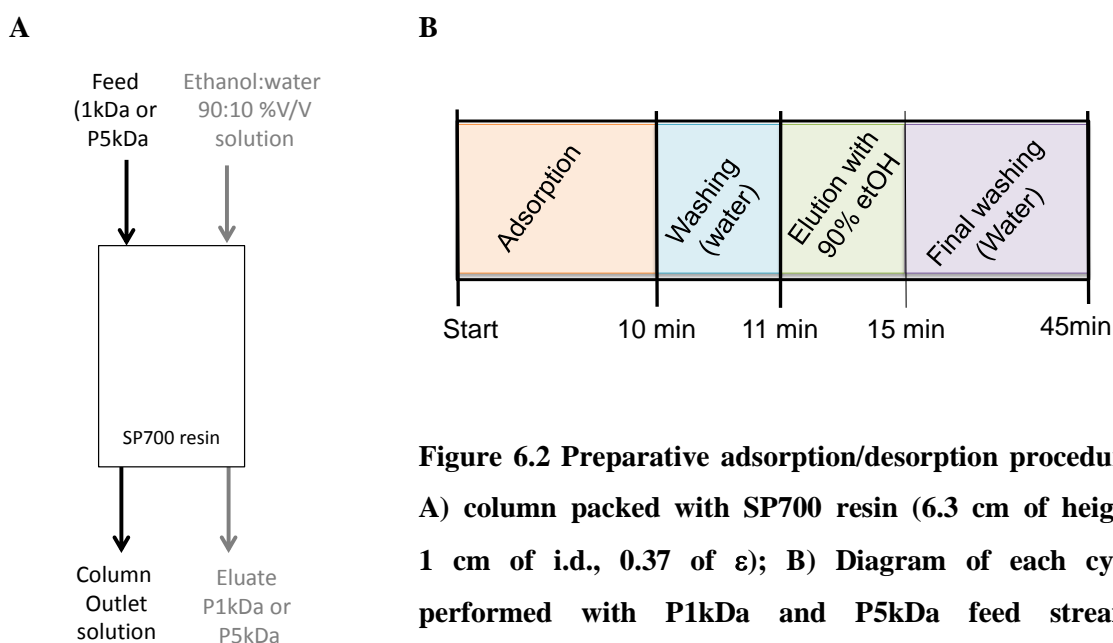 A
Feed
(1kDa or
P5kDa
Ethanol:water
90:10 %V/V
solution
SP700 resin
Column
Outlet
solution
Eluate
P1kDa or
P5kDa
B
Adsorption
Washing
(water)
Elution with
90% etOH
Final washing
(Water)
Start
10 min
11 min
15 min
45min
Figure 6.2 Preparative adsorption/desorption procedur
A) column packed with SP700 resin (6.3 cm of heig
1 cm of i.d., 0.37 of ε); B) Diagram of each cy
performed with P1kDa and P5kDa feed strea